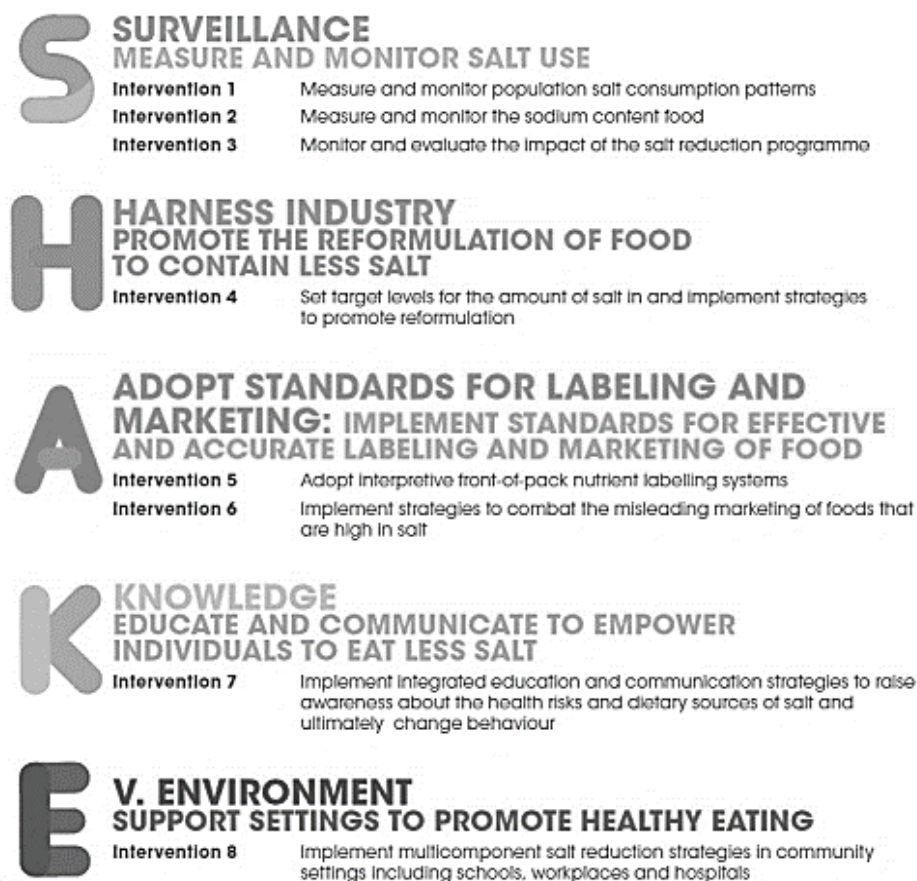 S
SURVEILLANCE
MEASURE AND MONITOR SALT USE
Intervention 1 Measure and monitor population salt consumption patterns
Intervention 2 Measure and monitor the sodium content food
Intervention 3 Monitor and evaluate the impact of the salt reduction programme
H
HARNESS INDUSTRY
PROMOTE THE REFORMULATION OF FOOD
TO CONTAIN LESS SALT
Intervention 4 Set target levels for the amount of salt in and implement strategies
to promote reformulation
A
ADOPT STANDARDS FOR LABELING AND
MARKETING: IMPLEMENT STANDARDS FOR EFFECTIVE
AND ACCURATE LABELING AND MARKETING OF FOOD
Intervention 5 Adopt interpretive front-of-pack nutrient labelling systems
Intervention 6 Implement strategies to combat the misleading marketing of foods that
are high in salt
K
KNOWLEDGE
EDUCATE AND COMMUNICATE TO EMPOWER
INDIVIDUALS TO EAT LESS SALT
Intervention 7 Implement integrated education and communication strategies to raise
awareness about the health risks and dietary sources of salt and
ultimately change behaviour
E
V. ENVIRONMENT
SUPPORT SETTINGS TO PROMOTE HEALTHY EATING
Intervention 8 Implement multicomponent salt reduction strategies in community
settings including schools, workplaces and hospitals